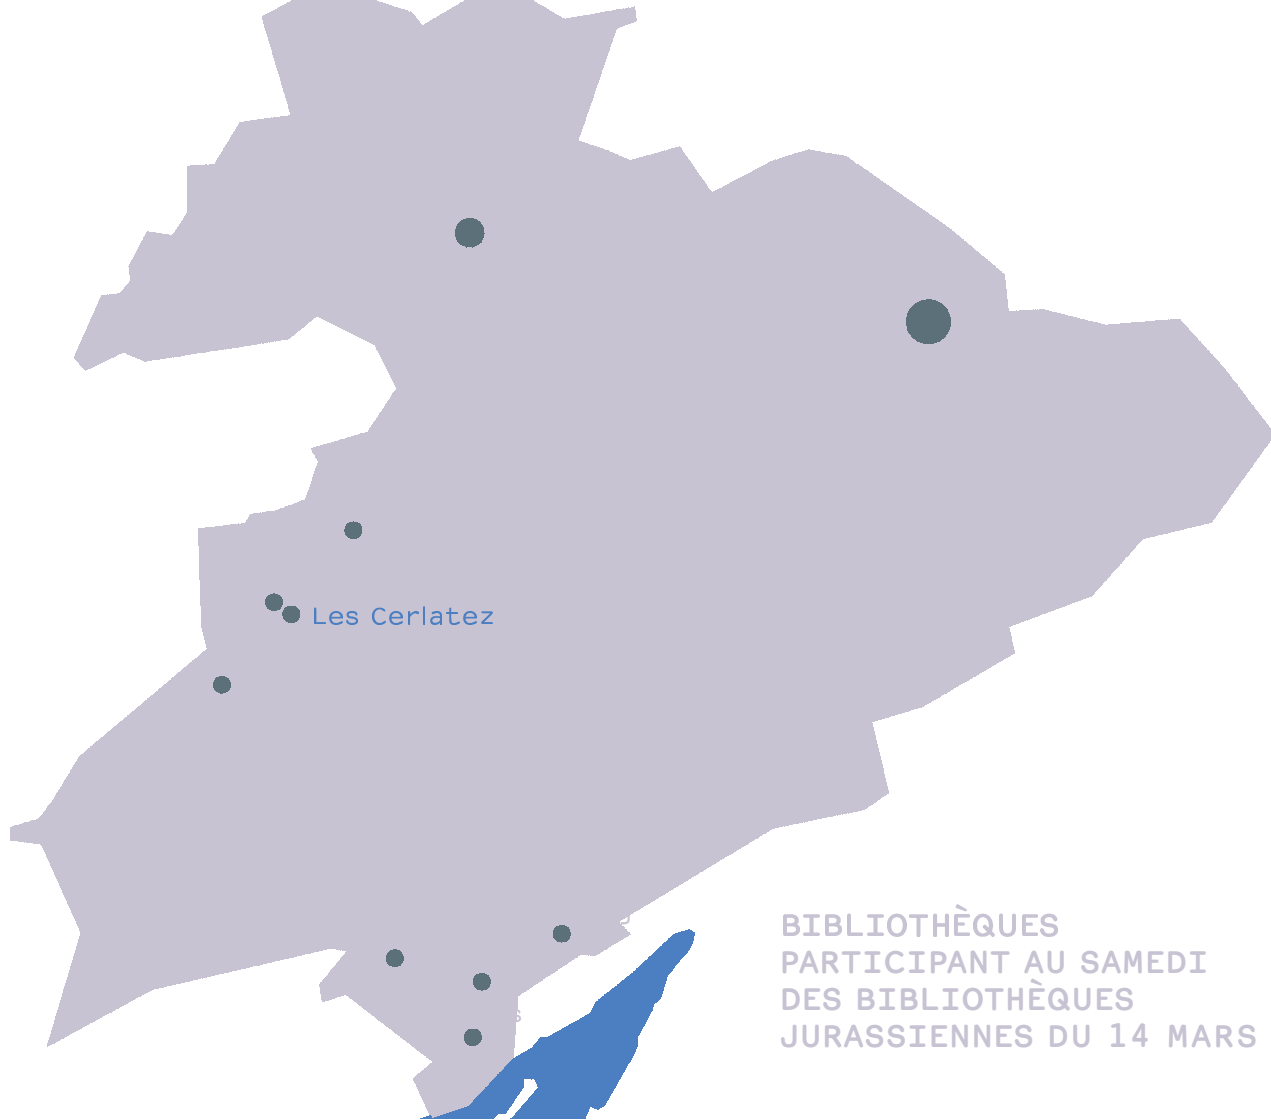 Les Cerlatez
BIBLIOTHÈQUES
PARTICIPANT AU SAMEDI
DES BIBLIOTHÈQUES
JURASSIENNES DU 14 MARS